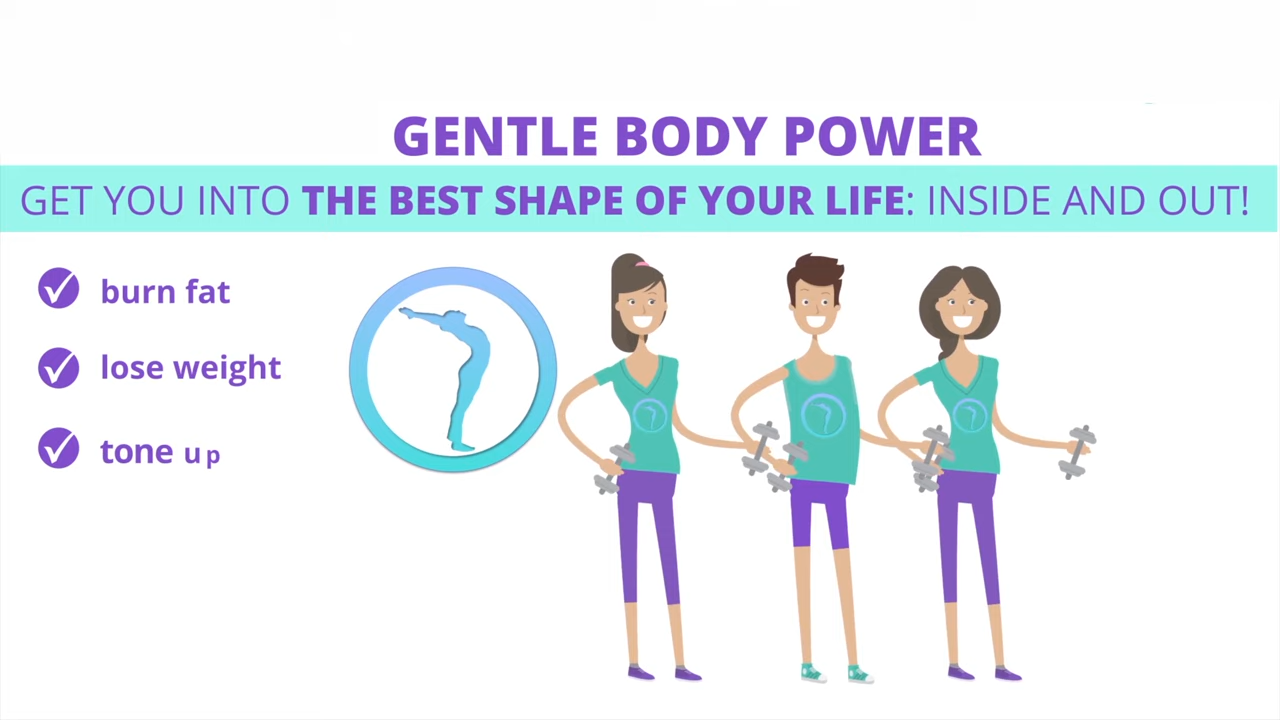 GENTLE BODY POWER
GET YOU INTO THE BEST SHAPE OF YOUR LIFE: INSIDE AND OUT!
burn fat
lose weight
tone up